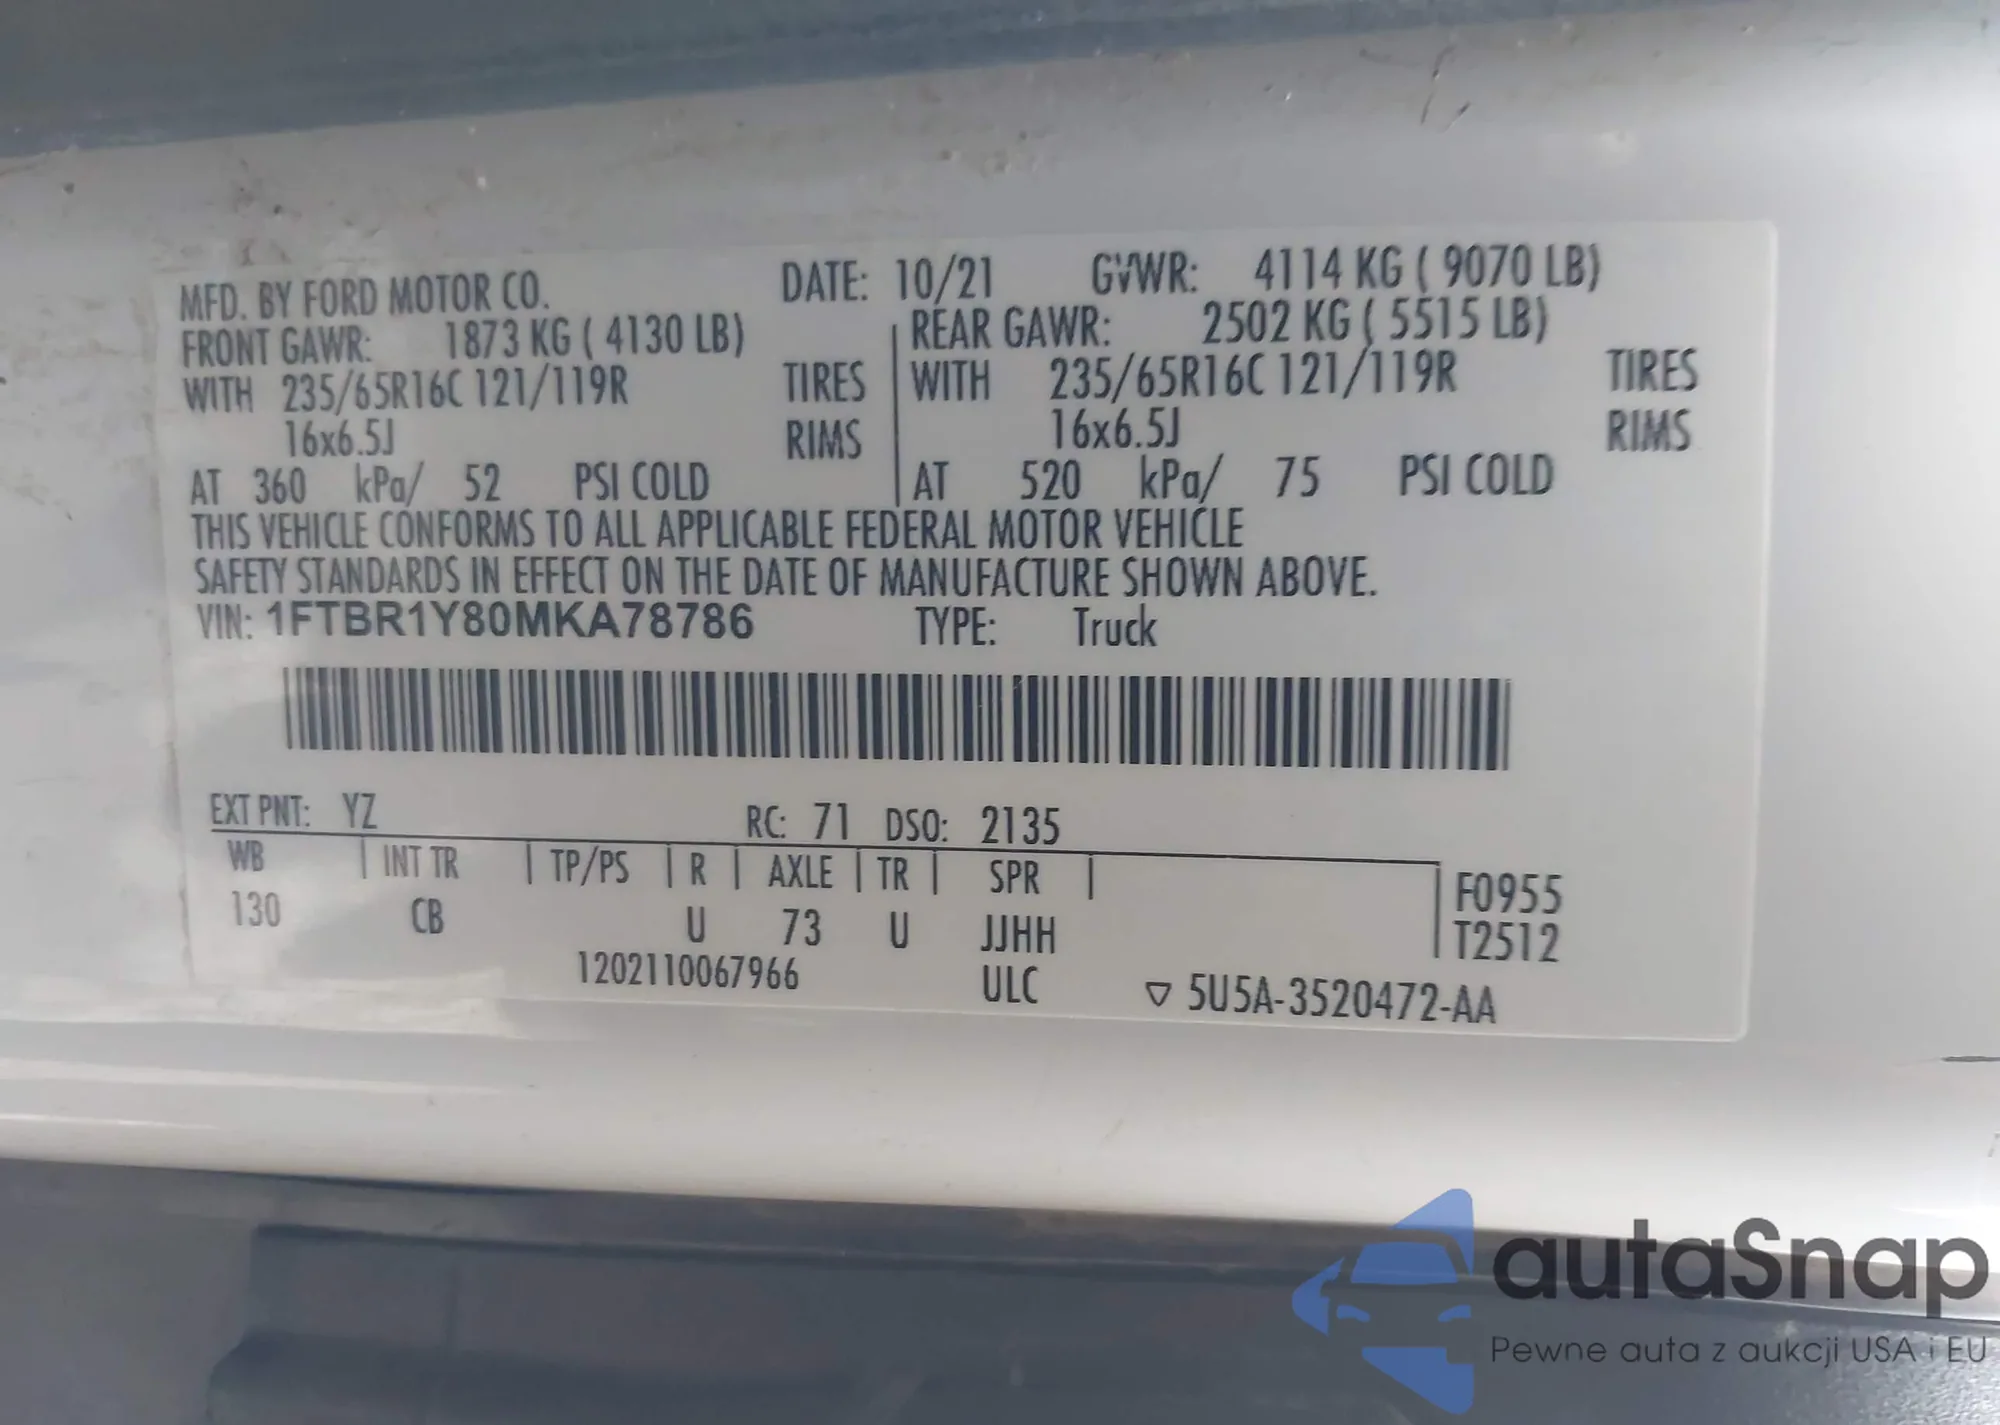 MFD. BY FORD MOTOR CO. DATE: 10/21 GVWR: 4114 KG ( 9070 LB)
FRONT GAWR: 1873 KG ( 4130 LB) REAR GAWR: 2502 KG ( 5515 LB)
WITH 235/65R16C 121/119R TIRES WITH 235/65R16C 121/119R TIRES
16x6.5J RIMS 16x6.5J RIMS
AT 360 kPa/ 52 PSI COLD AT 520 kPa/ 75 PSI COLD
THIS VEHICLE CONFORMS TO ALL APPLICABLE FEDERAL MOTOR VEHICLE
SAFETY STANDARDS IN EFFECT ON THE DATE OF MANUFACTURE SHOWN ABOVE.
VIN: 1FTBR1Y80MKA78786 TYPE: Truck
EXT PNT: YZ RC: 71 DSO: 2135
WB | INT TR | TP/PS | R | AXLE | TR | SPR | F0955
130 CB U 73 U JJHH T2512
1202110067966 ULC ▽ 5U5A-3520472-AA
autaSnap
Pewne auta z aukcji USA i EU